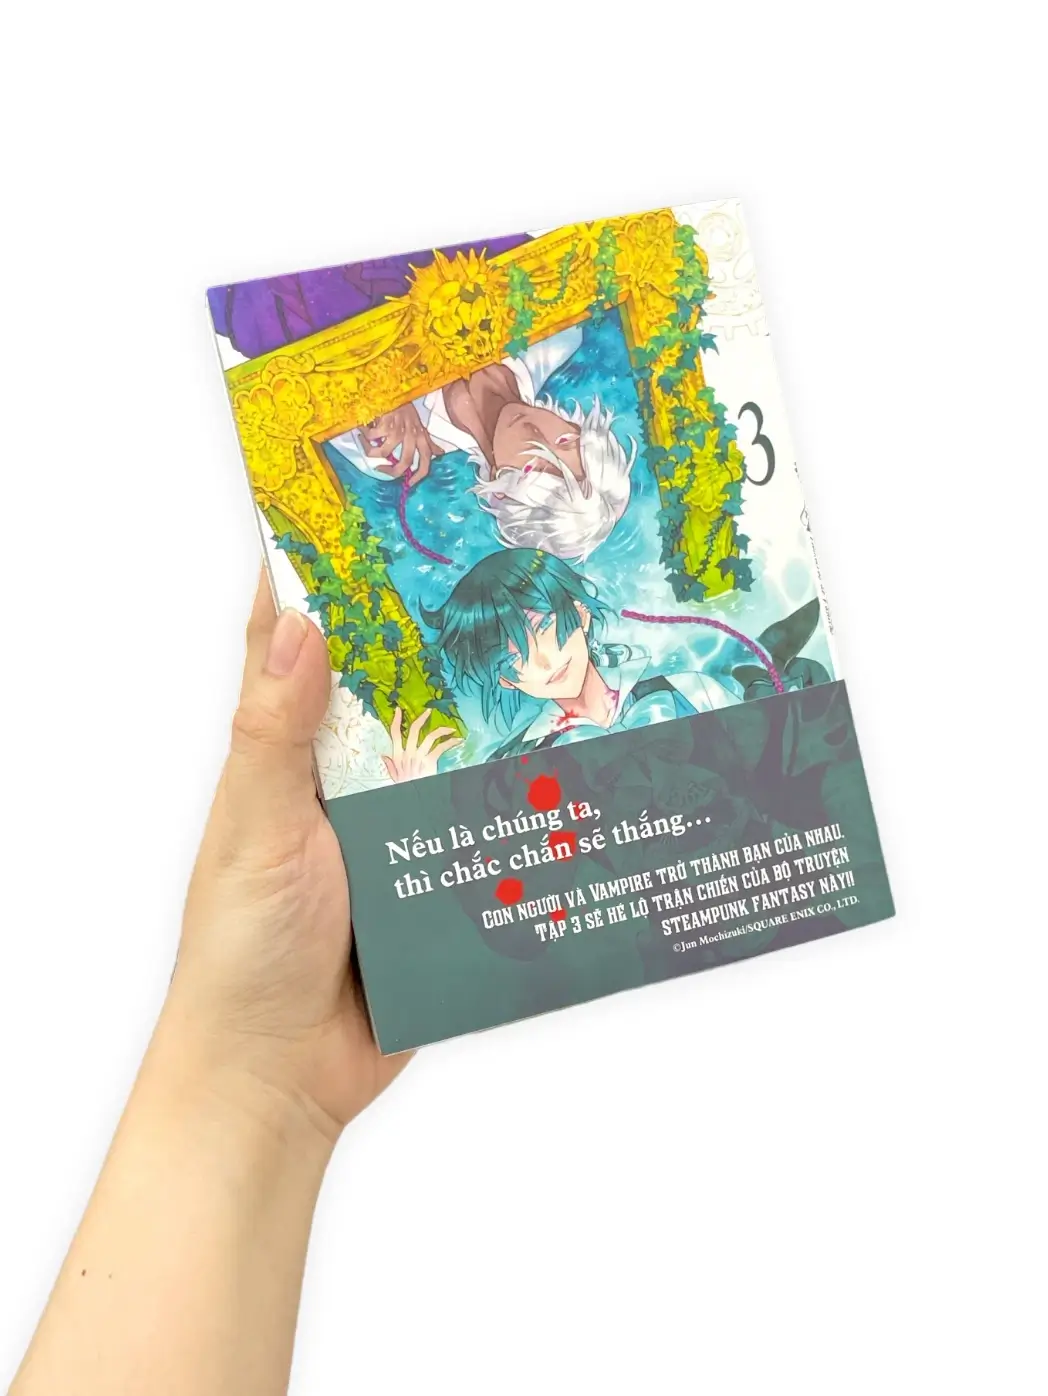 3
Nếu là chúng ta,
thì chắc chắn sẽ thắng...
CON NGƯỜI VÀ VAMPIRE TRỞ THÀNH BẠN CỦA NHAU.
TẬP 3 SẼ HÉ LỘ TRẬN CHIẾN CỦA BỘ TRUYỆN
STEAMPUNK FANTASY NÀY!!
©Jun Mochizuki/SQUARE ENIX CO., LTD.